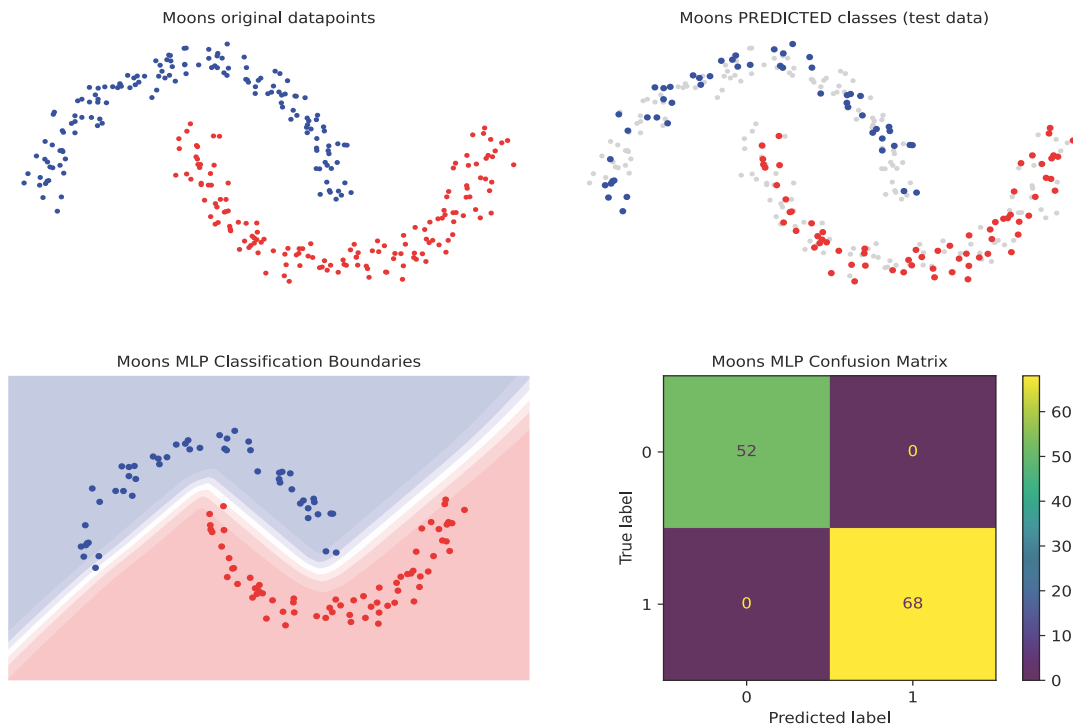 Moons original datapoints
Moons PREDICTED classes (test data)
Moons MLP Classification Boundaries
Moons MLP Confusion Matrix
True label
0
1
52
0
0
68
0
1
Predicted label
60
50
40
30
20
10
0